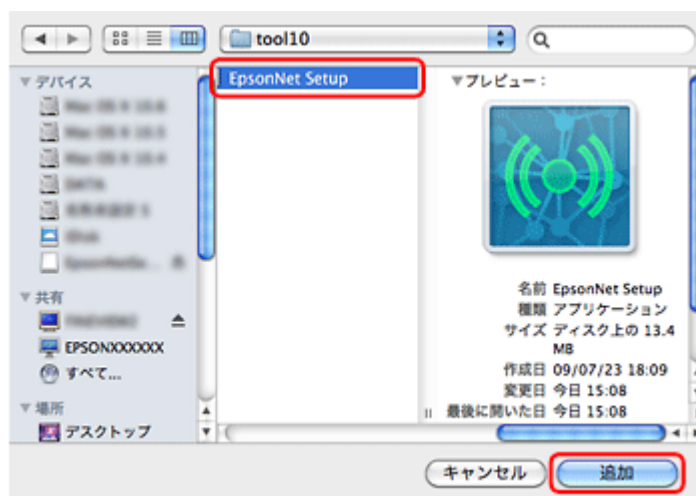 tool10
▼デバイス
EpsonNet Setup
▼プレビュー：
名前 EpsonNet Setup
種類 アプリケーション
サイズ ディスク上の 13.4
MB
作成日 09/07/23 18:09
変更日 今日 15:08
最後に開いた日 今日 15:08
▼共有
EPSONXXXXXX
すべて...
▼場所
デスクトップ
キャンセル
追加